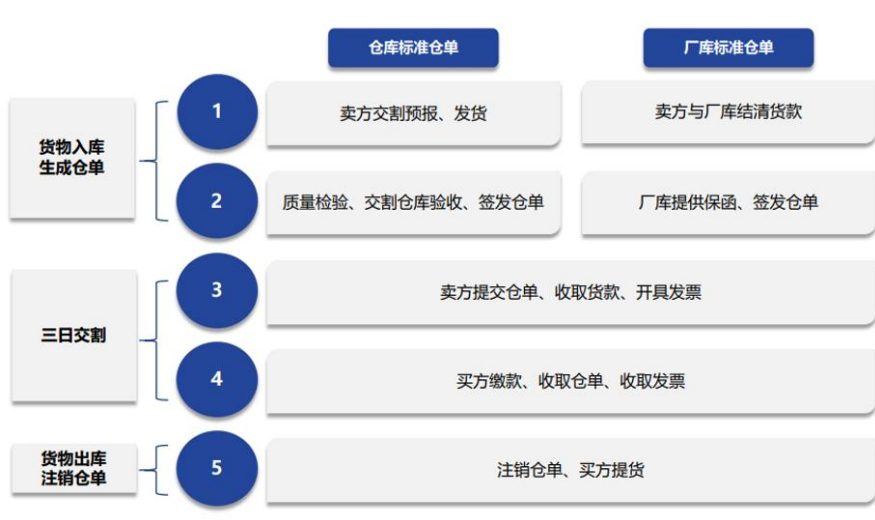 仓库标准仓单
厂库标准仓单
货物入库
生成仓单
1
卖方交割预报、发货
卖方与厂库结清货款
2
质量检验、交割仓库验收、签发仓单
厂库提供保函、签发仓单
三日交割
3
卖方提交仓单、收取货款、开具发票
4
买方缴款、收取仓单、收取发票
货物出库
注销仓单
5
注销仓单、买方提货